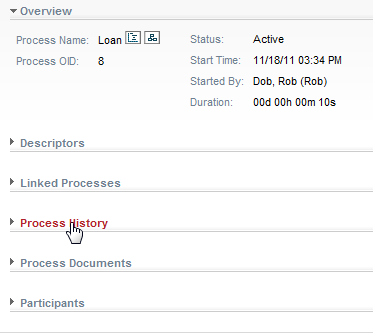 Overview
Process Name: Loan Status: Active
Process OID: 8 Start Time: 11/18/11 03:34 PM
Started By: Dob, Rob (Rob)
Duration: 00d 00h 00m 10s
Descriptors
Linked Processes
Process History
Process Documents
Participants